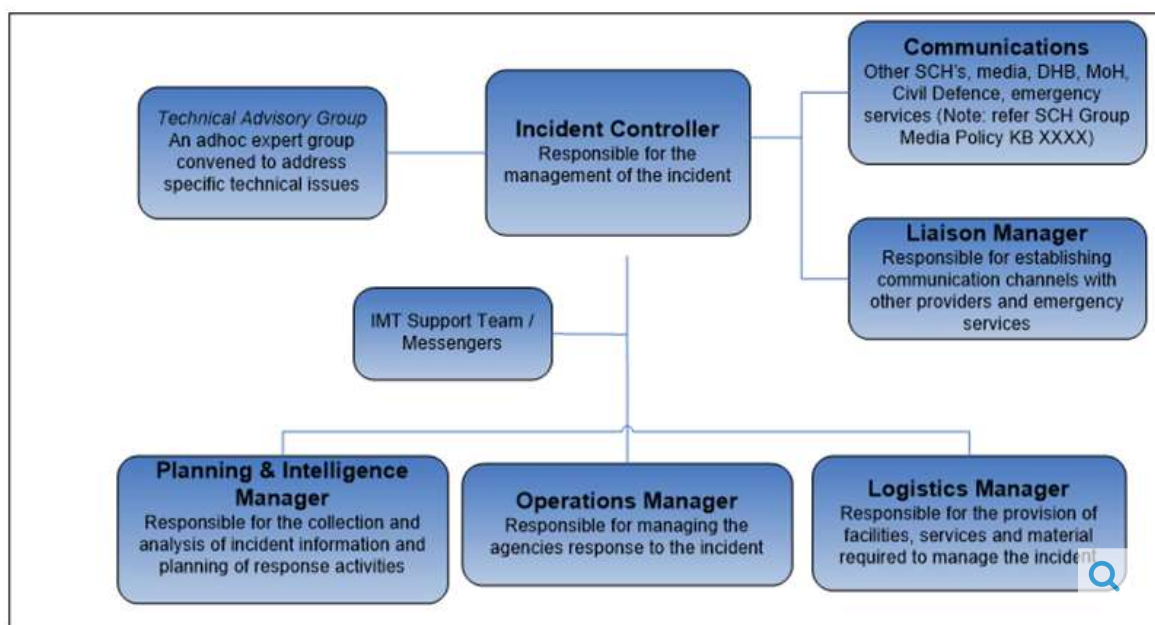 Technical Advisory Group
An adhoc expert group
convened to address
specific technical issues
Incident Controller
Responsible for the
management of the incident
Communications
Other SCH's, media, DHB, MoH,
Civil Defence, emergency
services (Note: refer SCH Group
Media Policy KB XXXX)
Liaison Manager
Responsible for establishing
communication channels with
other providers and emergency
services
IMT Support Team /
Messengers
Planning & Intelligence
Manager
Responsible for the collection and
analysis of incident information and
planning of response activities
Operations Manager
Responsible for managing the
agencies response to the incident
Logistics Manager
Responsible for the provision of
facilities, services and material
required to manage the incident